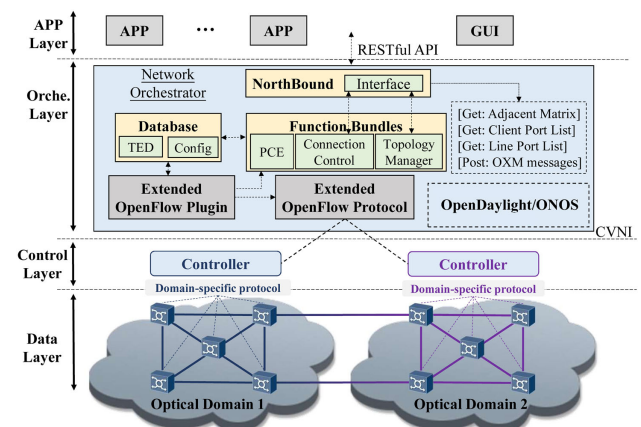 APP
Layer
APP
...
APP
GUI
RESTful API
Orche.
Layer
Network
Orchestrator
NorthBound
Interface
Database
TED
Config
Function Bundles
PCE
Connection
Control
Topology
Manager
[Get: Adjacent Matrix]
[Get: Client Port List]
[Get: Line Port List]
[Post: OXM messages]
Extended
OpenFlow Plugin
Extended
OpenFlow Protocol
OpenDaylight/ONOS
CVNI
Control
Layer
Controller
Controller
Domain-specific protocol
Domain-specific protocol
Data
Layer
Optical Domain 1
Optical Domain 2